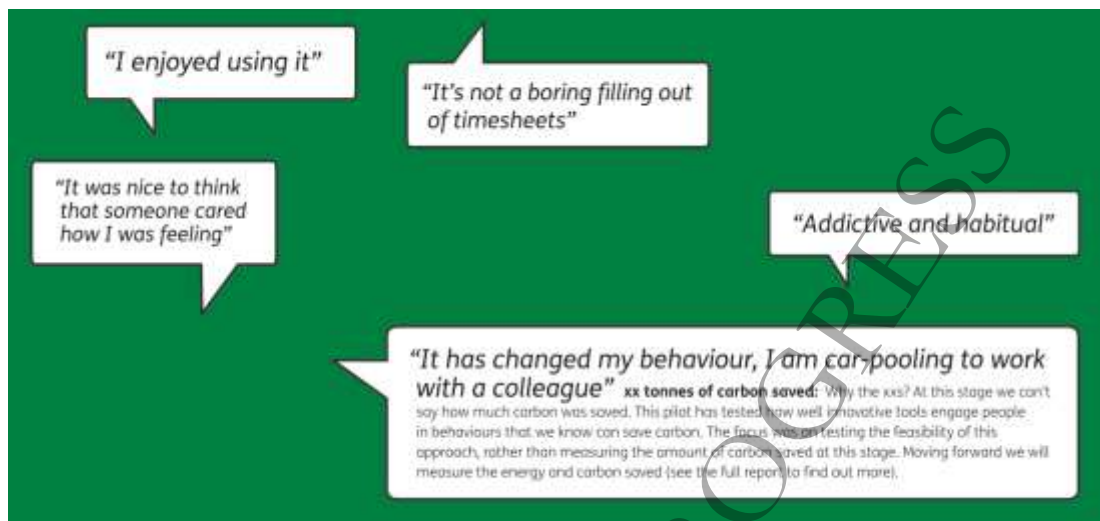 “I enjoyed using it”
“It’s not a boring filling out
of timesheets”
“It was nice to think
that someone cared
how I was feeling”
“Addictive and habitual”
“It has changed my behaviour, I am car-pooling to work
with a colleague” xx tonnes of carbon saved: Why the xxs? At this stage we can’t
say how much carbon was saved. This pilot has tested how well innovative tools engage people
in behaviours that we know can save carbon. The focus was on testing the feasibility of this
approach, rather than measuring the amount of carbon saved at this stage. Moving forward we will
measure the energy and carbon saved (see the full report to find out more).
OGRESS